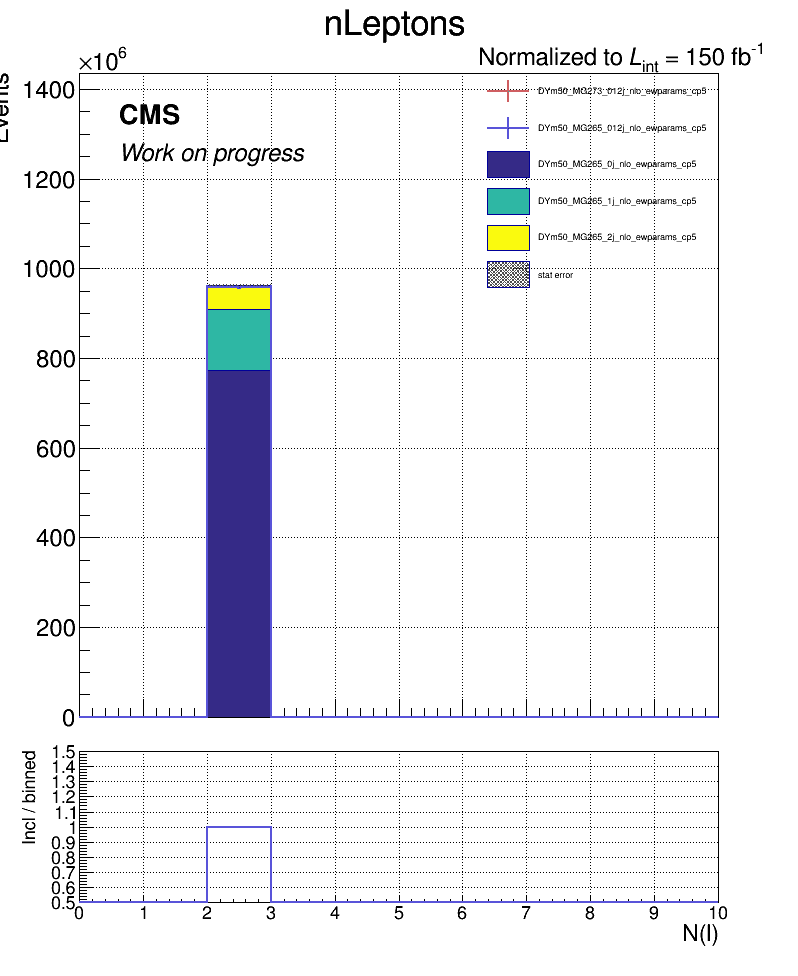 nLeptons
×10⁶
Normalized to Lint = 150 fb⁻¹
Events
CMS
Work on progress
DYm50_MG273_012j_nlo_ewparams_cp5
DYm50_MG265_012j_nlo_ewparams_cp5
DYm50_MG265_0j_nlo_ewparams_cp5
DYm50_MG265_1j_nlo_ewparams_cp5
DYm50_MG265_2j_nlo_ewparams_cp5
stat error
1400
1200
1000
800
600
400
200
0
Incl / binned
1.5
1.4
1.3
1.2
1.1
1
0.9
0.8
0.7
0.6
0.5
0 1 2 3 4 5 6 7 8 9 10
N(l)